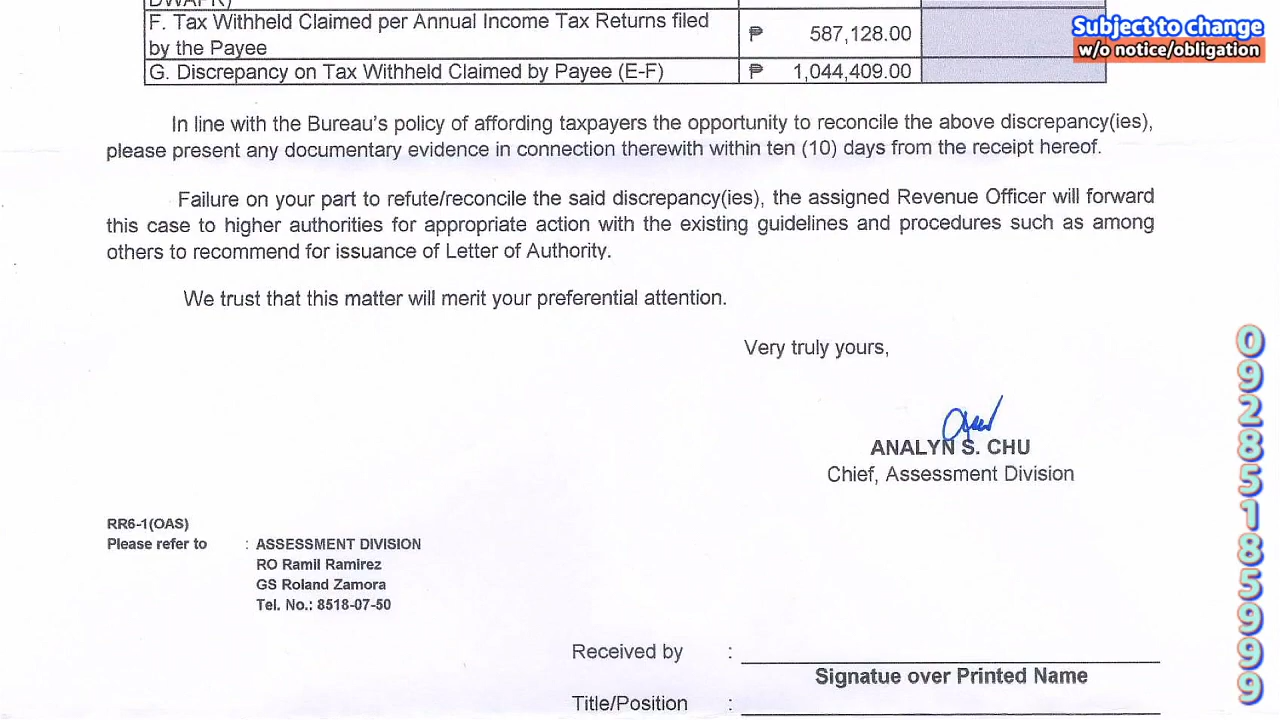 DWAPR)
F. Tax Withheld Claimed per Annual Income Tax Returns filed
by the Payee
₱ 587,128.00
G. Discrepancy on Tax Withheld Claimed by Payee (E-F)
₱ 1,044,409.00
Subject to change
w/o notice/obligation
In line with the Bureau's policy of affording taxpayers the opportunity to reconcile the above discrepancy(ies),
please present any documentary evidence in connection therewith within ten (10) days from the receipt hereof.
Failure on your part to refute/reconcile the said discrepancy(ies), the assigned Revenue Officer will forward
this case to higher authorities for appropriate action with the existing guidelines and procedures such as among
others to recommend for issuance of Letter of Authority.
We trust that this matter will merit your preferential attention.
Very truly yours,
ANALYN S. CHU
Chief, Assessment Division
RR6-1(OAS)
Please refer to : ASSESSMENT DIVISION
RO Ramil Ramirez
GS Roland Zamora
Tel. No.: 8518-07-50
Received by :
Signatue over Printed Name
Title/Position :
09285185999